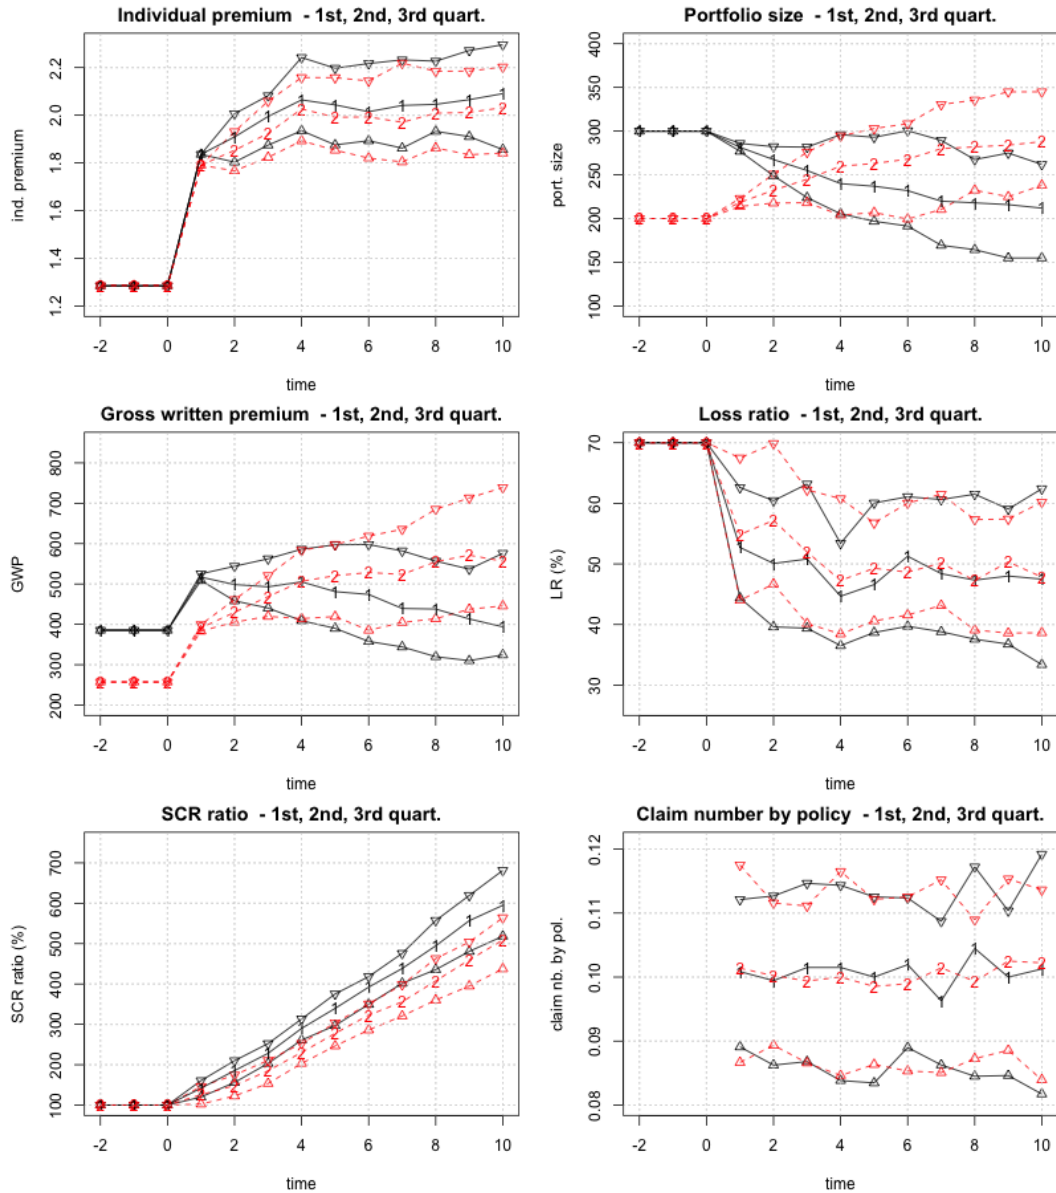 Individual premium - 1st, 2nd, 3rd quart.
ind. premium
2.2
2.0
1.8
1.6
1.4
1.2
-2 0 2 4 6 8 10
time
Portfolio size - 1st, 2nd, 3rd quart.
port. size
400
350
300
250
200
150
100
-2 0 2 4 6 8 10
time
Gross written premium - 1st, 2nd, 3rd quart.
GWP
800
700
600
500
400
300
200
-2 0 2 4 6 8 10
time
Loss ratio - 1st, 2nd, 3rd quart.
LR (%)
70
60
50
40
30
-2 0 2 4 6 8 10
time
SCR ratio - 1st, 2nd, 3rd quart.
SCR ratio (%)
700
600
500
400
300
200
100
-2 0 2 4 6 8 10
time
Claim number by policy - 1st, 2nd, 3rd quart.
claim nb. by pol.
0.12
0.11
0.10
0.09
0.08
-2 0 2 4 6 8 10
time